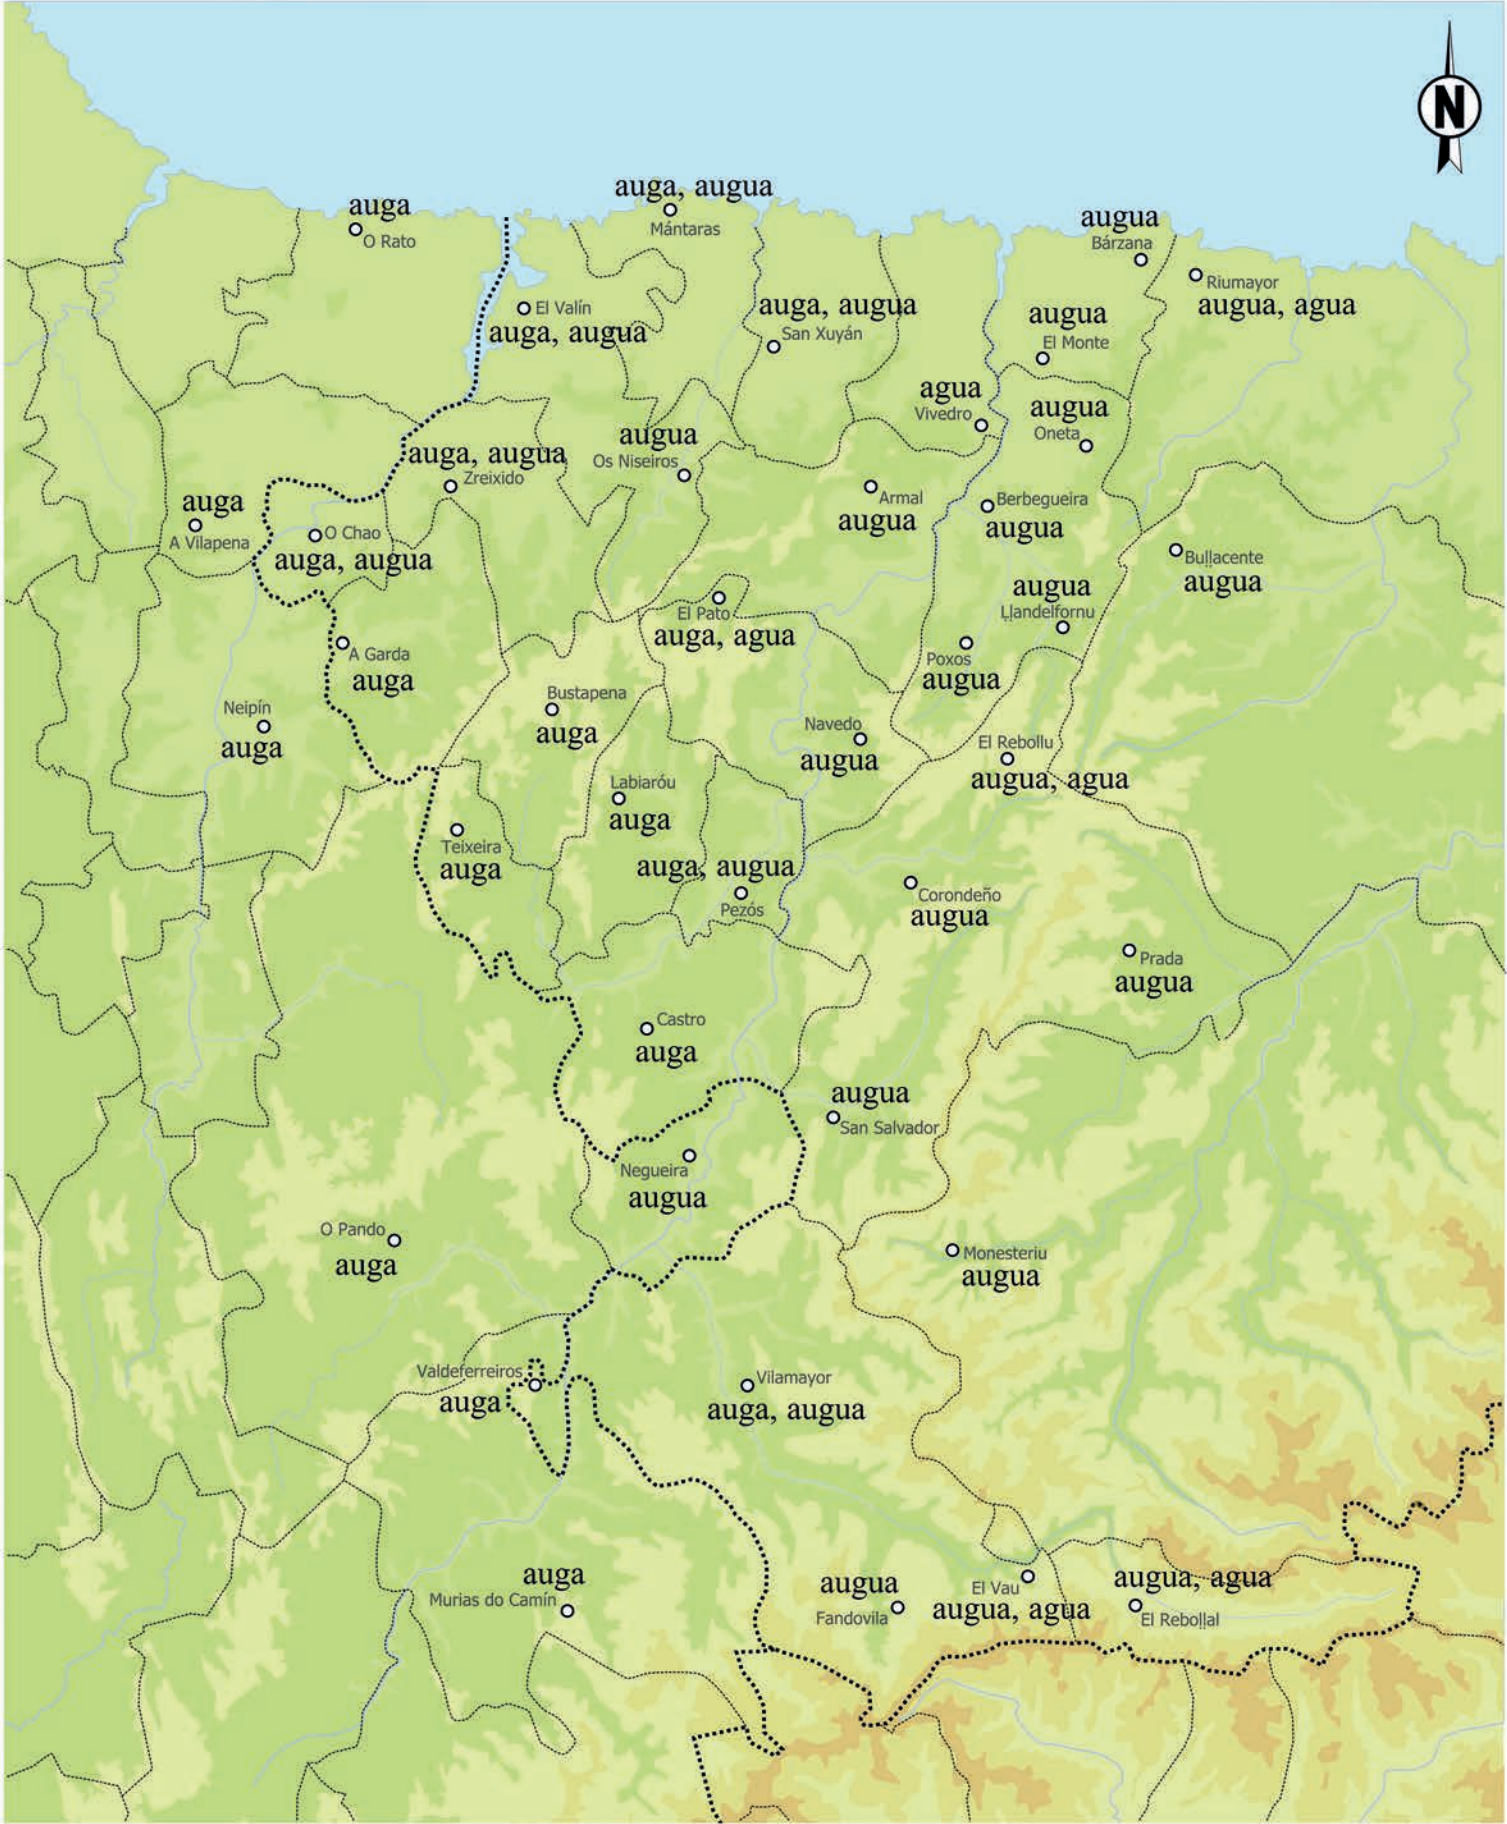 N
auga
O Rato
auga, augua
Mántaras
augua
Bárzana
Riumayor
augua, agua
El Valín
auga, augua
auga, augua
San Xuyán
augua
El Monte
agua
Vivedro
augua
Oneta
auga, augua
Zreixido
augua
Os Niseiros
auga
A Vilapena
O Chao
auga, augua
Armal
augua
Berbegueira
augua
Buḷḷacente
augua
augua
Ḷḷandelfornu
El Pato
auga, agua
A Garda
auga
Poxos
augua
Neipín
auga
Bustapena
auga
Navedo
augua
El Rebollu
augua, agua
Labiaróu
auga
Teixeira
auga
auga, augua
Pezós
Corondeño
augua
Prada
augua
Castro
auga
augua
San Salvador
Negueira
augua
O Pando
auga
Monesteriu
augua
Valdeferreiros
auga
Vilamayor
auga, augua
auga
Murias do Camín
augua
Fandovila
El Vau
augua, agua
augua, agua
El Reboḷḷal